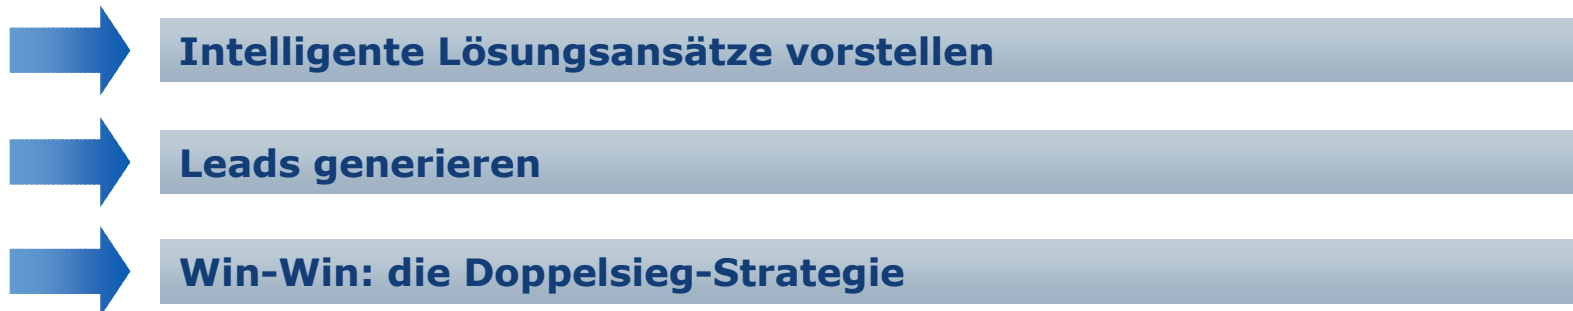 Intelligente Lösungsansätze vorstellen
Leads generieren
Win-Win: die Doppelsieg-Strategie